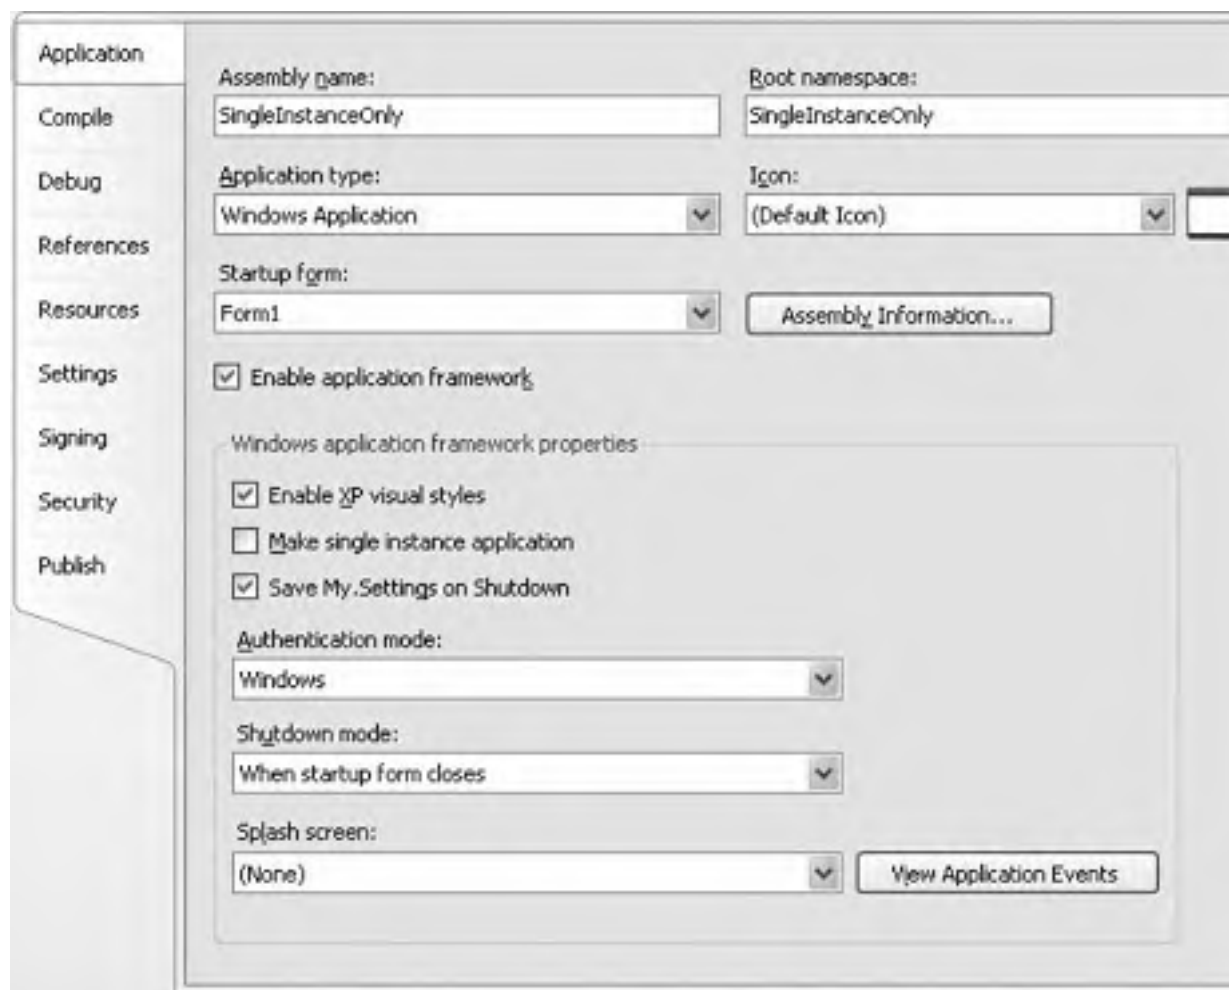 Application
Compile
Debug
References
Resources
Settings
Signing
Security
Publish
Assembly name:
SingleInstanceOnly
Root namespace:
SingleInstanceOnly
Application type:
Windows Application
Icon:
(Default Icon)
Startup form:
Form1
Assembly Information...
Enable application framework
Windows application framework properties
Enable XP visual styles
Make single instance application
Save My.Settings on Shutdown
Authentication mode:
Windows
Shutdown mode:
When startup form closes
Splash screen:
(None)
View Application Events